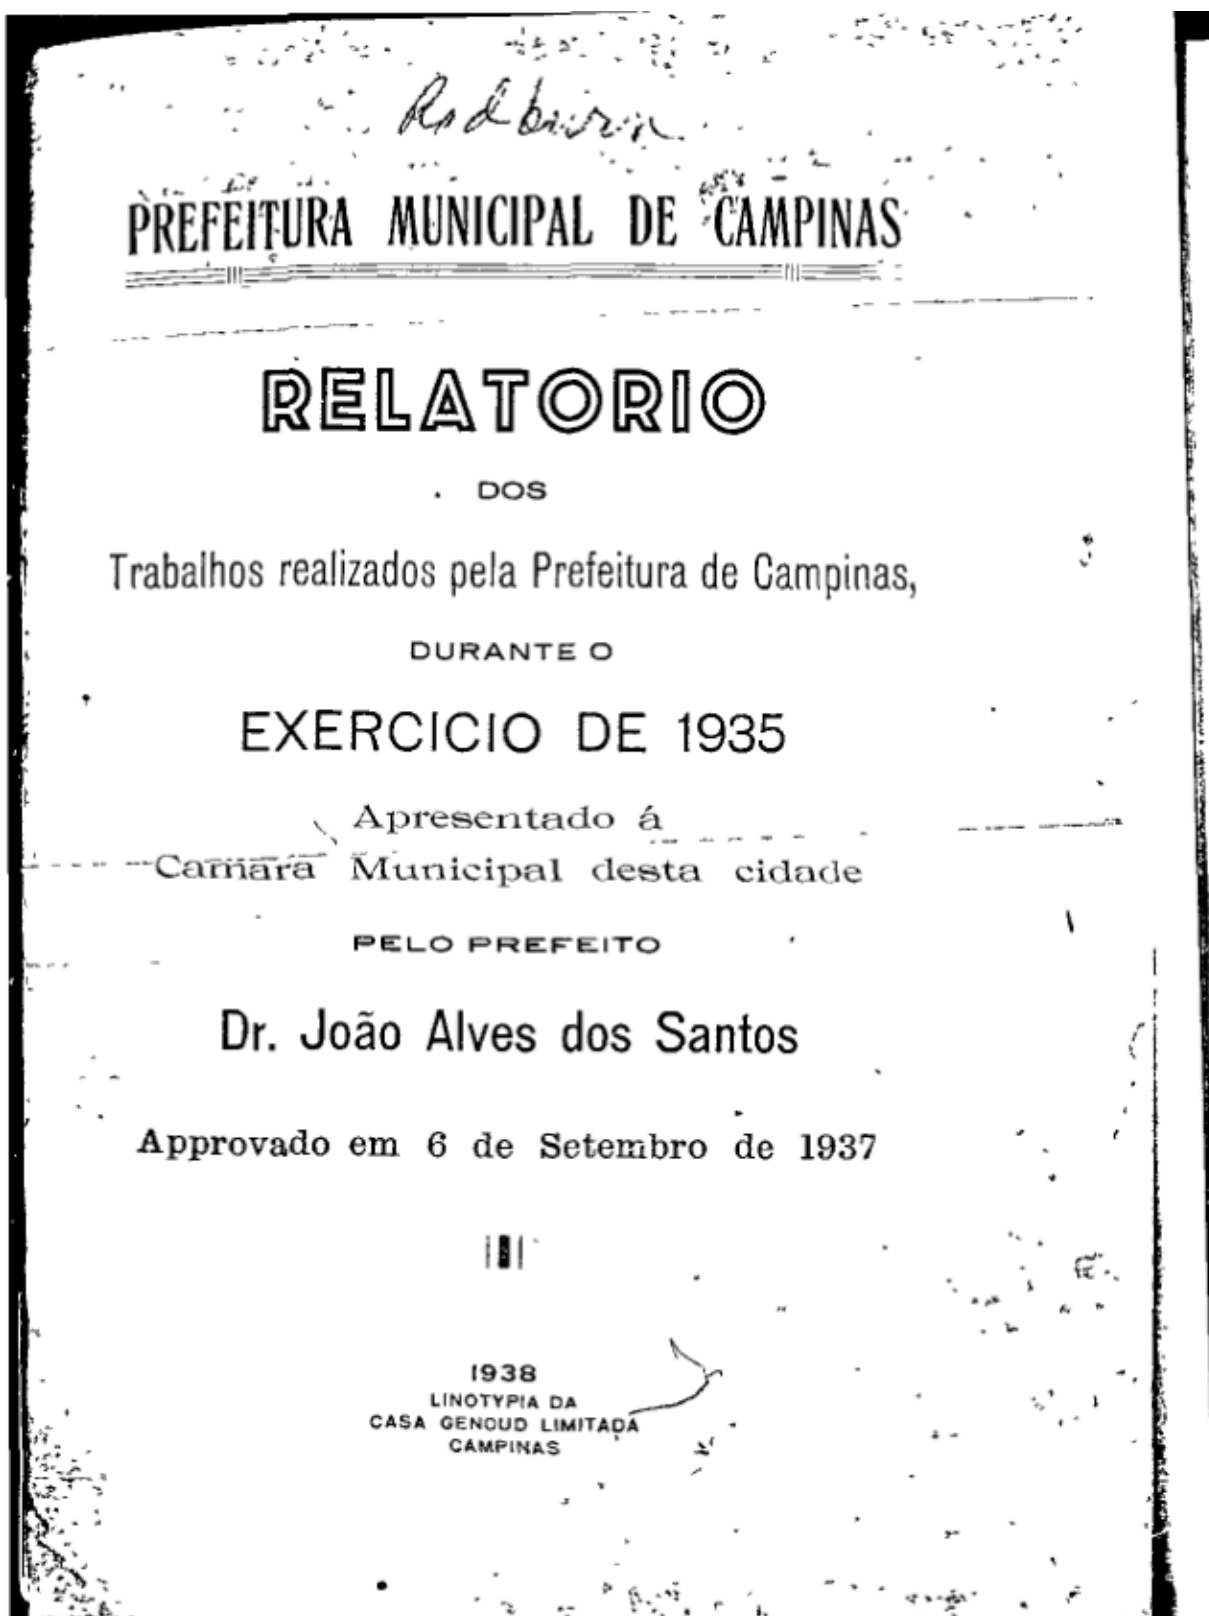 PREFEITURA MUNICIPAL DE CAMPINAS
RELATORIO
DOS
Trabalhos realizados pela Prefeitura de Campinas,
DURANTE O
EXERCICIO DE 1935
Apresentado á
Camara Municipal desta cidade
PELO PREFEITO
Dr. João Alves dos Santos
Approvado em 6 de Setembro de 1937
1938
LINOTYPIA DA
CASA GENOUD LIMITADA
CAMPINAS